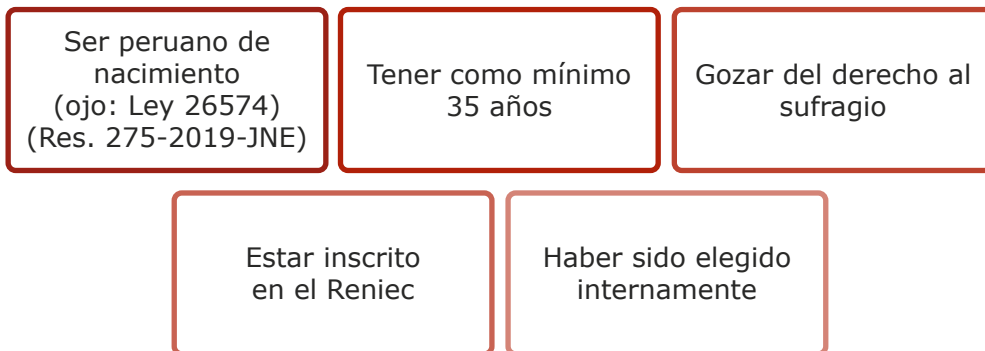 Ser peruano de
nacimiento
(ojo: Ley 26574)
(Res. 275-2019-JNE)
Tener como mínimo
35 años
Gozar del derecho al
sufragio
Estar inscrito
en el Reniec
Haber sido elegido
internamente